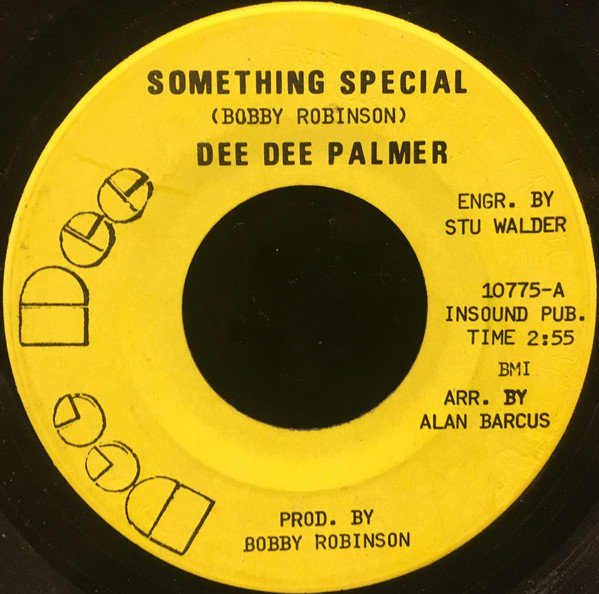 SOMETHING SPECIAL
(BOBBY ROBINSON)
DEE DEE PALMER
Dee Dee
ENGR. BY
STU WALDER
10775-A
INSOUND PUB.
TIME 2:55
BMI
ARR. BY
ALAN BARCUS
PROD. BY
BOBBY ROBINSON